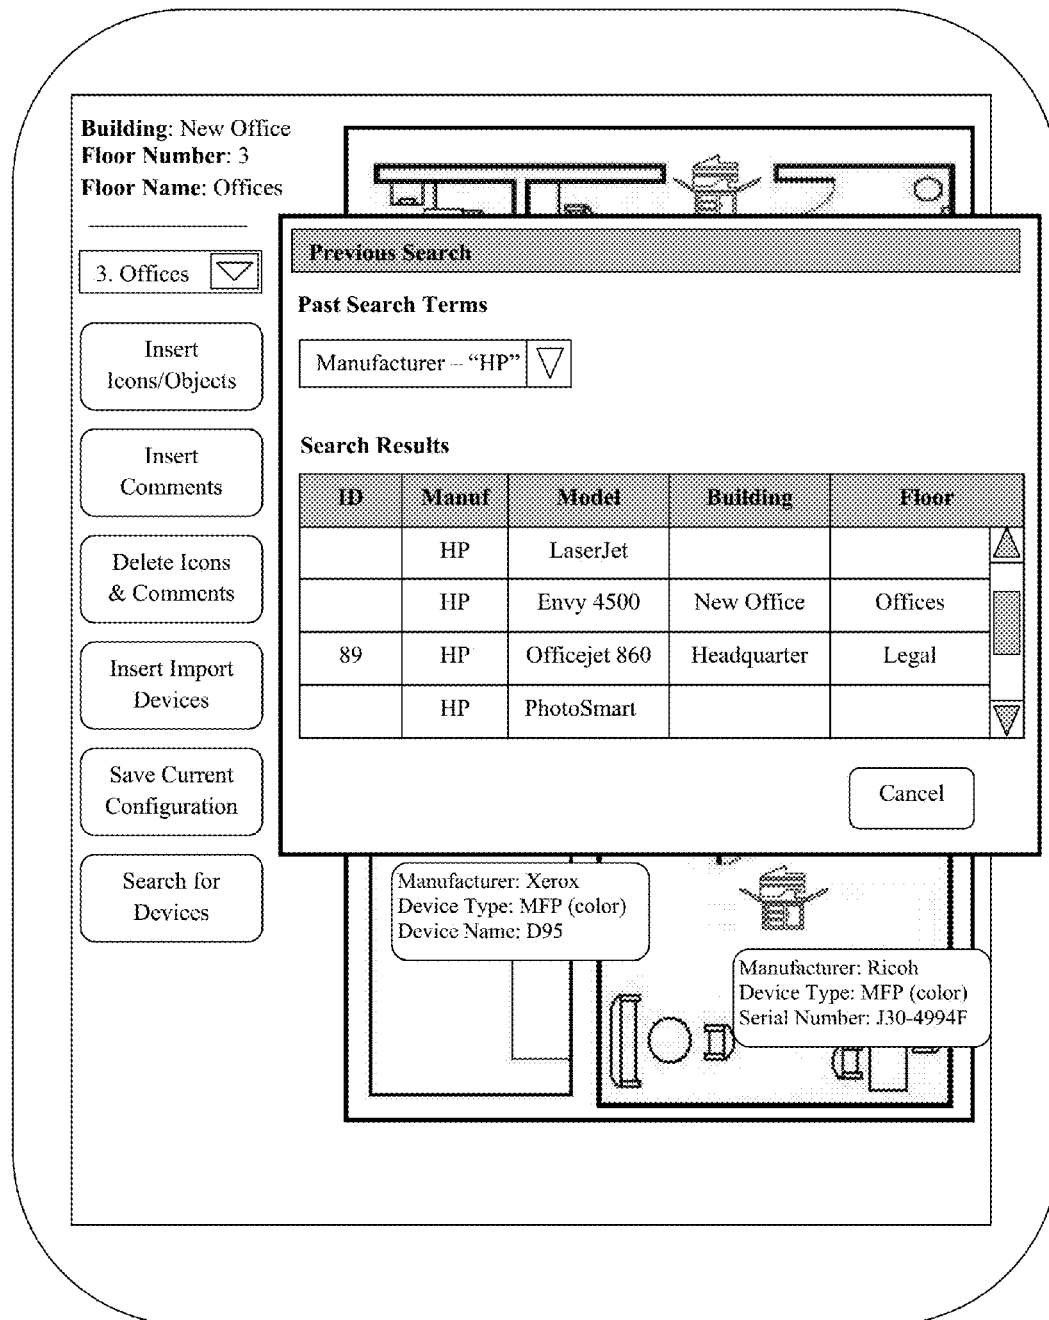 Building: New Office
Floor Number: 3
Floor Name: Offices
3. Offices
Insert
Icons/Objects
Insert
Comments
Delete Icons
& Comments
Insert Import
Devices
Save Current
Configuration
Search for
Devices
Previous Search
Past Search Terms
Manufacturer – “HP”
Search Results
ID Manuf Model Building Floor
HP LaserJet
HP Envy 4500 New Office Offices
89 HP Officejet 860 Headquarter Legal
HP PhotoSmart
Cancel
Manufacturer: Xerox
Device Type: MFP (color)
Device Name: D95
Manufacturer: Ricoh
Device Type: MFP (color)
Serial Number: J30-4994F